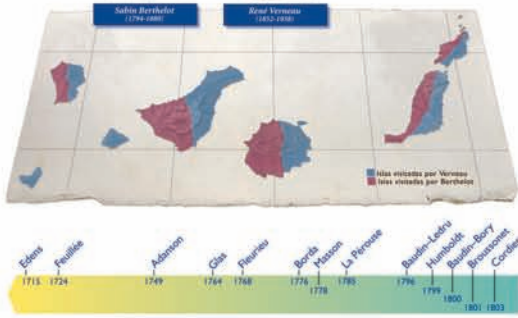 Sabin Berthelot
(1794-1880)
René Verneau
(1852-1938)
Islas visitadas por Verneau
Islas visitadas por Berthelot
Edens
Feuillée
Adanson
Glas
Fleurieu
Borda
Masson
La Pérouse
Baudin-Ledru
Humboldt
Baudin-Bory
Broussonet
Cordier
1715
1724
1749
1764
1768
1776
1778
1785
1796
1799
1800
1801
1803